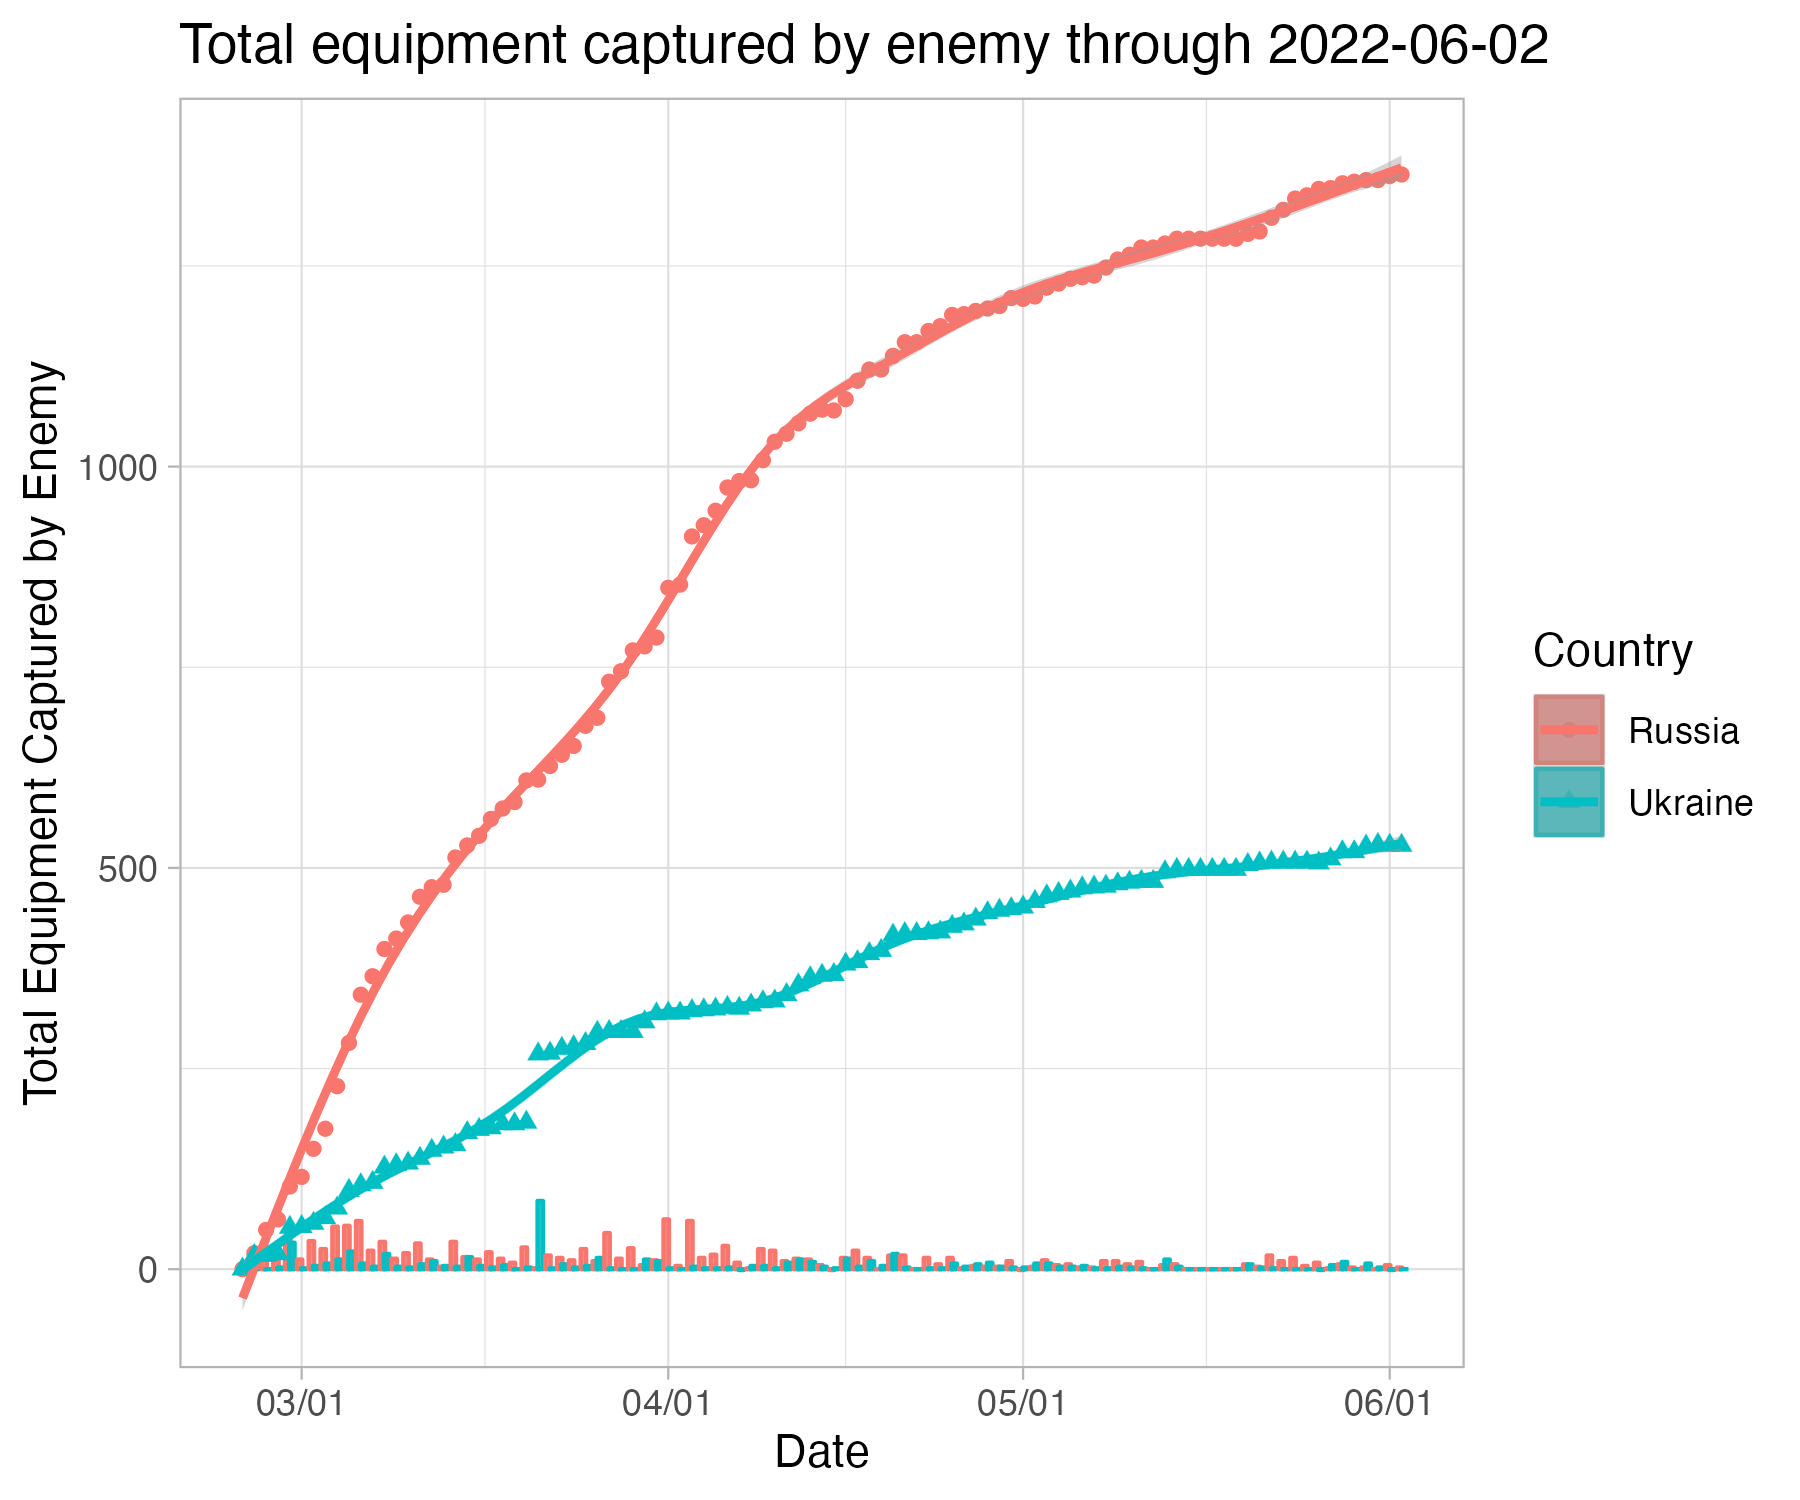 Total equipment captured by enemy through 2022-06-02
Total Equipment Captured by Enemy
1000
500
0
03/01
04/01
05/01
06/01
Date
Country
Russia
Ukraine